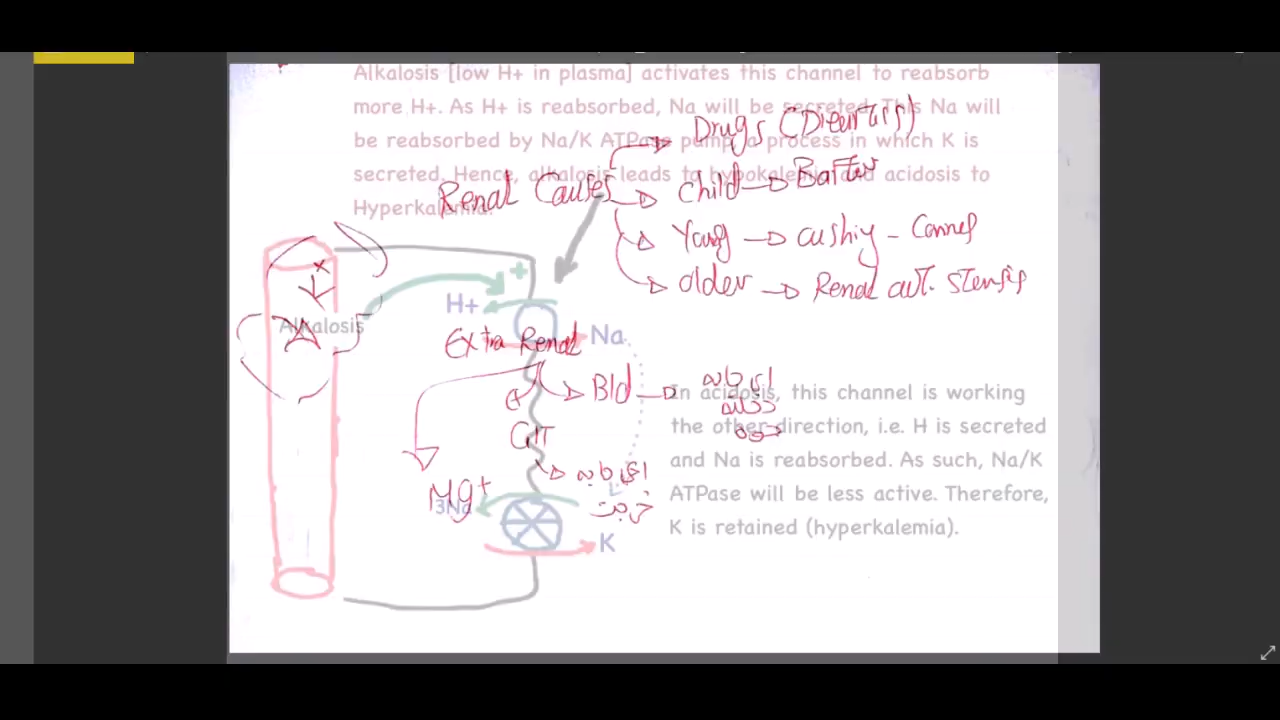 Alkalosis [low H+ in plasma] activates this channel to reabsorb
more H+. As H+ is reabsorbed, Na will be secreted. This Na will
be reabsorbed by Na/K ATPase pump, a process in which K is
secreted. Hence, alkalosis leads to hypokalemia and acidosis to
Hyperkalemia.
Renal Causes
Drugs
Child → Barter
Young →
older → Renal art. stensis
H+
+
Alkalosis
Na
Extra Renal
Bld
GIT
Mg+
3Na
K
In acidosis, this channel is working
the other direction, i.e. H is secreted
and Na is reabsorbed. As such, Na/K
ATPase will be less active. Therefore,
K is retained (hyperkalemia).